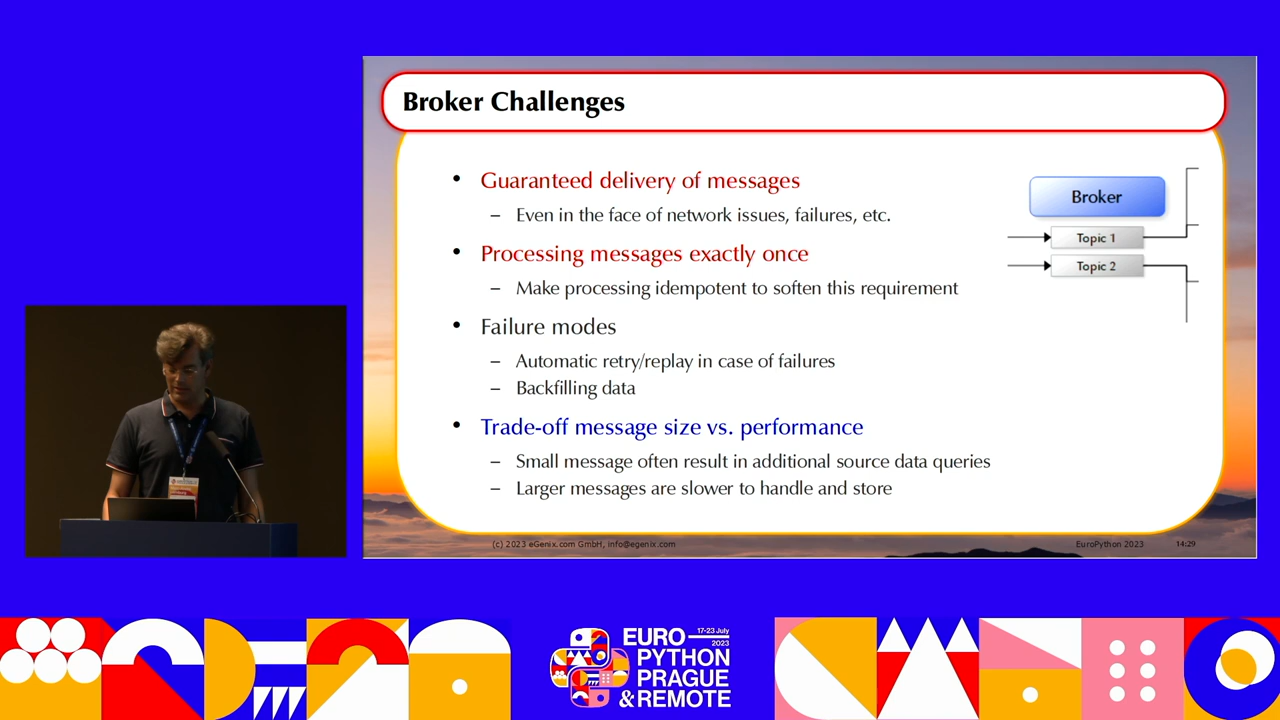 Broker Challenges
• Guaranteed delivery of messages
– Even in the face of network issues, failures, etc.
• Processing messages exactly once
– Make processing idempotent to soften this requirement
• Failure modes
– Automatic retry/replay in case of failures
– Backfilling data
• Trade-off message size vs. performance
– Small message often result in additional source data queries
– Larger messages are slower to handle and store
Broker
Topic 1
Topic 2
(c) 2023 eGenix.com GmbH, info@egenix.com
EuroPython 2023
14:29
EURO 17-23 July
2023
PYTHON
PRAGUE
& REMOTE